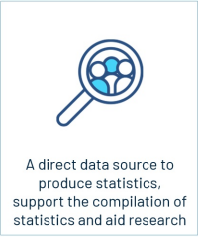 A direct data source to
produce statistics,
support the compilation of
statistics and aid research